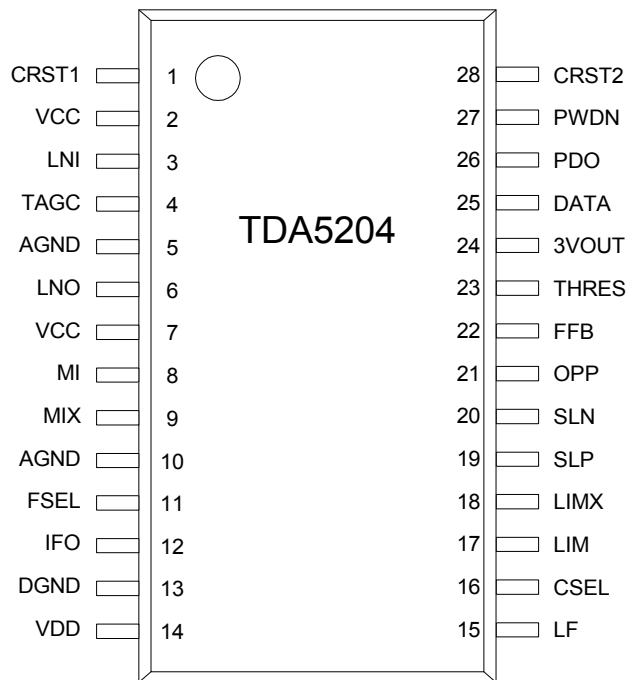 CRST1 1 28 CRST2
VCC 2 27 PWDN
LNI 3 26 PDO
TAGC 4 25 DATA
TDA5204
AGND 5 24 3VOUT
LNO 6 23 THRES
VCC 7 22 FFB
MI 8 21 OPP
MIX 9 20 SLN
AGND 10 19 SLP
FSEL 11 18 LIMX
IFO 12 17 LIM
DGND 13 16 CSEL
VDD 14 15 LF